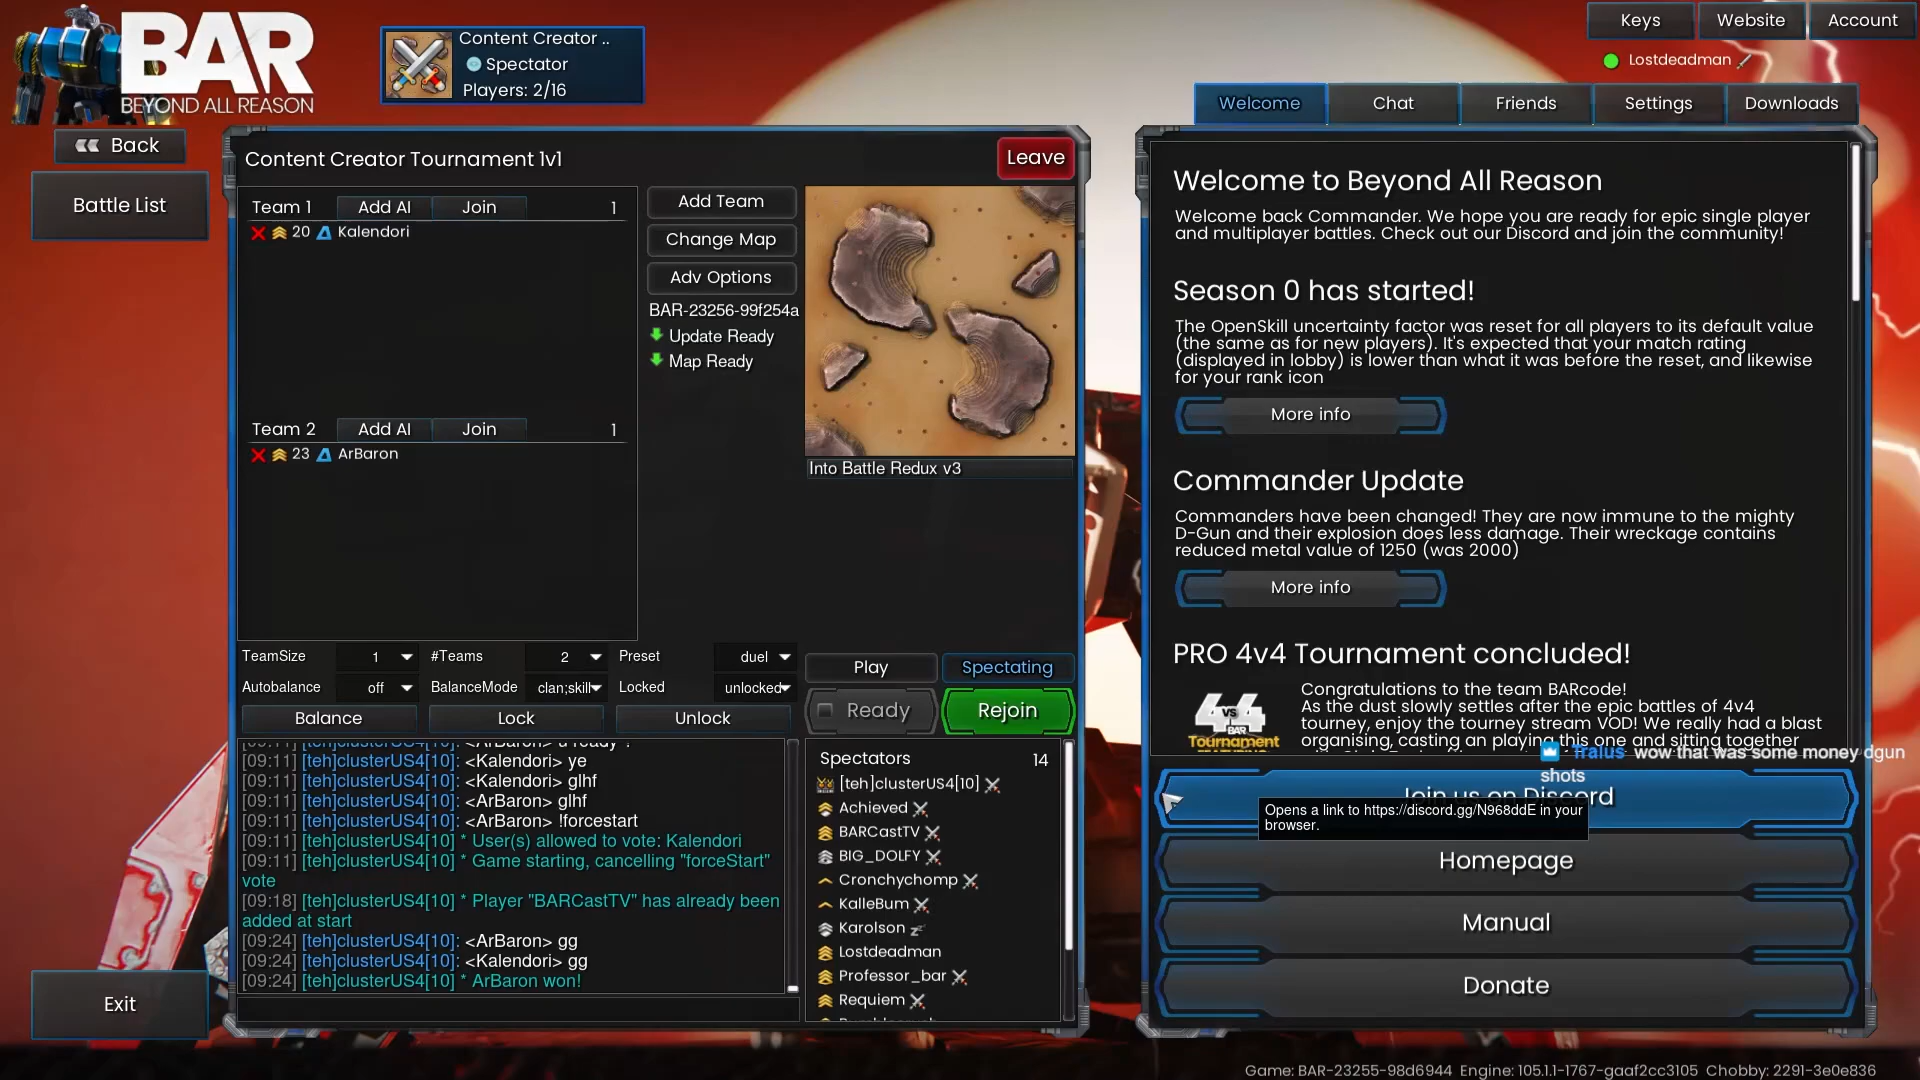 BAR
BEYOND ALL REASON
Content Creator ..
Spectator
Players: 2/16
Keys
Website
Account
Lostdeadman
Welcome
Chat
Friends
Settings
Downloads
Back
Battle List
Exit
Content Creator Tournament 1v1
Leave
Team 1
Add AI
Join
1
20 Kalendori
Team 2
Add AI
Join
1
23 ArBaron
Add Team
Change Map
Adv Options
BAR-23256-99f254a
Update Ready
Map Ready
Into Battle Redux v3
TeamSize 1 #Teams 2 Preset duel
Autobalance off BalanceMode clan;skill Locked unlocked
Balance
Lock
Unlock
Play
Spectating
Ready
Rejoin
[09:11] [teh]clusterUS4[10]: <ArBaron> u ready ?
[09:11] [teh]clusterUS4[10]: <Kalendori> ye
[09:11] [teh]clusterUS4[10]: <Kalendori> glhf
[09:11] [teh]clusterUS4[10]: <ArBaron> glhf
[09:11] [teh]clusterUS4[10]: <ArBaron> !forcestart
[09:11] [teh]clusterUS4[10] * User(s) allowed to vote: Kalendori
[09:11] [teh]clusterUS4[10] * Game starting, cancelling "forceStart"
vote
[09:18] [teh]clusterUS4[10] * Player "BARCastTV" has already been
added at start
[09:24] [teh]clusterUS4[10]: <ArBaron> gg
[09:24] [teh]clusterUS4[10]: <Kalendori> gg
[09:24] [teh]clusterUS4[10] * ArBaron won!
Spectators 14
[teh]clusterUS4[10]
Achieved
BARCastTV
BIG_DOLFY
Cronchychomp
KalleBum
Karolson
Lostdeadman
Professor_bar
Requiem
Welcome to Beyond All Reason
Welcome back Commander. We hope you are ready for epic single player
and multiplayer battles. Check out our Discord and join the community!
Season 0 has started!
The OpenSkill uncertainty factor was reset for all players to its default value
(the same as for new players). It's expected that your match rating
(displayed in lobby) is lower than what it was before the reset, and likewise
for your rank icon
More info
Commander Update
Commanders have been changed! They are now immune to the mighty
D-Gun and their explosion does less damage. Their wreckage contains
reduced metal value of 1250 (was 2000)
More info
PRO 4v4 Tournament concluded!
4 VS 4
BAR
Tournament
Congratulations to the team BARcode!
As the dust slowly settles after the epic battles of 4v4
tourney, enjoy the tourney stream VOD! We really had a blast
organising, casting an playing this one and sitting together
Tralus wow that was some money dgun
shots
Join us on Discord
Opens a link to https://discord.gg/N968ddE in your
browser.
Homepage
Manual
Donate
Game: BAR-23255-98d6944 Engine: 105.1.1-1767-gaaf2cc3105 Chobby: 2291-3e0e836